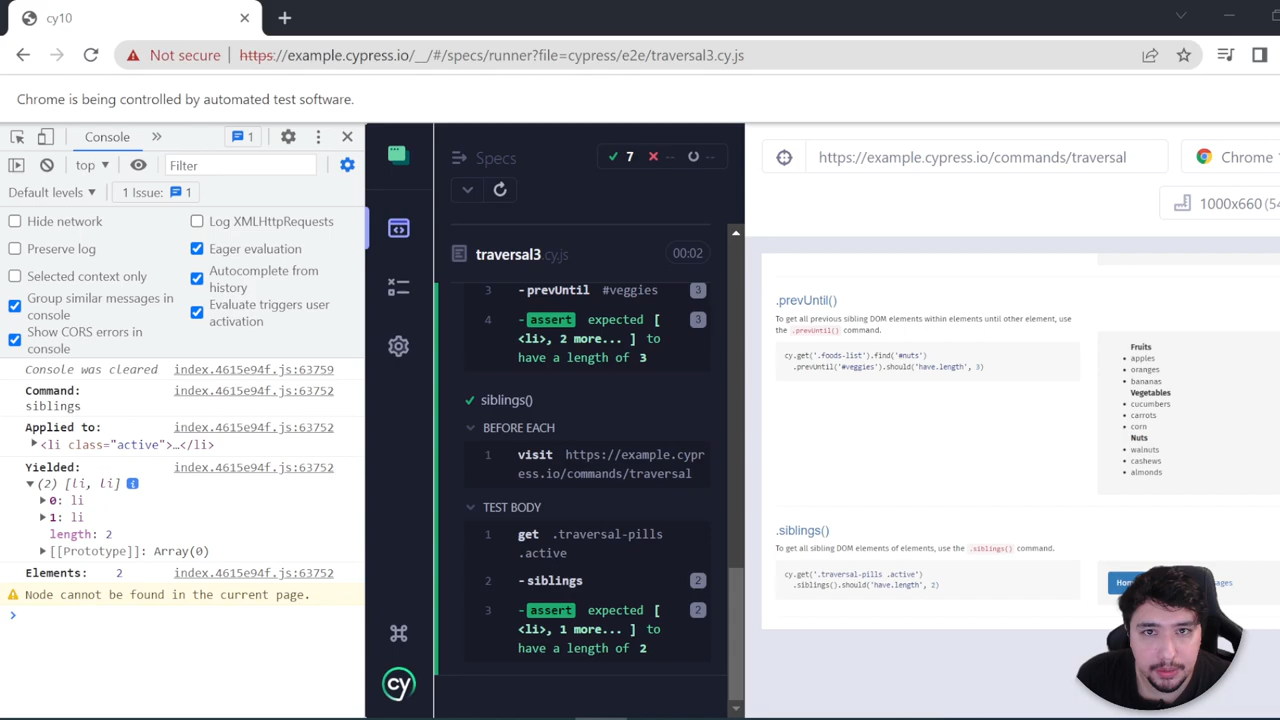 cy10
Not secure
https://example.cypress.io/__/#/specs/runner?file=cypress/e2e/traversal3.cy.js
Chrome is being controlled by automated test software.
Console
1
top
Filter
Default levels
1 Issue:
1
Hide network
Log XMLHttpRequests
Preserve log
Eager evaluation
Selected context only
Autocomplete from
history
Group similar messages in
console
Evaluate triggers user
activation
Show CORS errors in
console
Console was cleared
index.4615e94f.js:63759
Command:
index.4615e94f.js:63752
siblings
Applied to:
index.4615e94f.js:63752
<li class="active">…</li>
Yielded:
index.4615e94f.js:63752
(2) [li, li]
0: li
1: li
length: 2
[[Prototype]]: Array(0)
Elements: 2
index.4615e94f.js:63752
Node cannot be found in the current page.
Specs
7
--
--
traversal3.cy.js
00:02
3 -prevUntil #veggies 3
4 -assert expected [ 3
<li>, 2 more... ] to
have a length of 3
siblings()
BEFORE EACH
1 visit https://example.cypr
ess.io/commands/traversal
TEST BODY
1 get .traversal-pills
.active
2 -siblings 2
3 -assert expected [ 2
<li>, 1 more... ] to
have a length of 2
cy
https://example.cypress.io/commands/traversal
Chrome
1000x660
.prevUntil()
To get all previous sibling DOM elements within elements until other element, use
the .prevUntil() command.
cy.get('.foods-list').find('#nuts')
.prevUntil('#veggies').should('have.length', 3)
Fruits
apples
oranges
bananas
Vegetables
cucumbers
carrots
corn
Nuts
walnuts
cashews
almonds
.siblings()
To get all sibling DOM elements of elements, use the .siblings() command.
cy.get('.traversal-pills .active')
.siblings().should('have.length', 2)